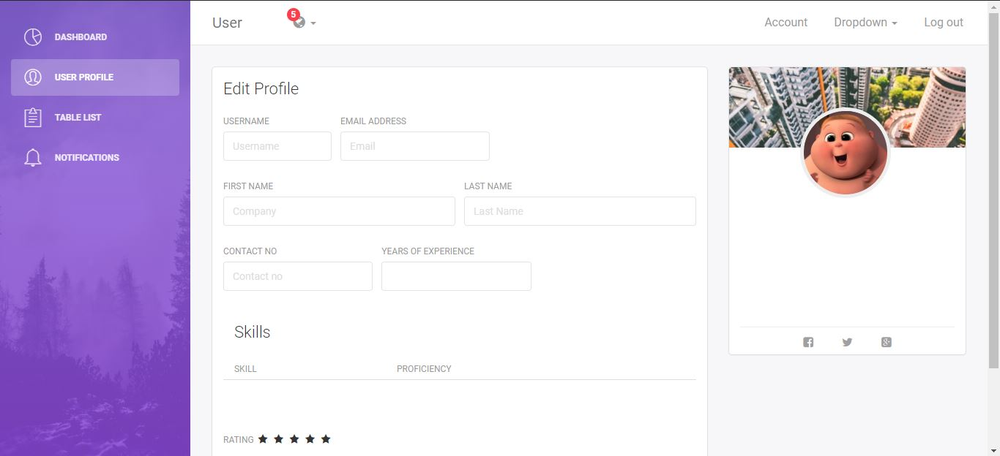 DASHBOARD
USER PROFILE
TABLE LIST
NOTIFICATIONS
User
5
Account
Dropdown
Log out
Edit Profile
USERNAME EMAIL ADDRESS
Username Email
FIRST NAME LAST NAME
Company Last Name
CONTACT NO YEARS OF EXPERIENCE
Contact no
Skills
SKILL PROFICIENCY
RATING